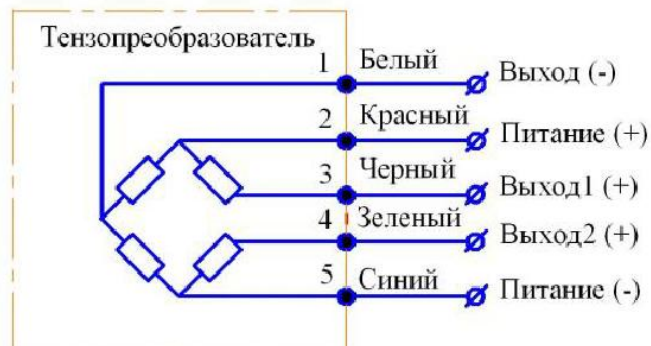 Тензопреобразователь
1 Белый Выход (-)
2 Красный Питание (+)
3 Черный Выход1 (+)
4 Зеленый Выход2 (+)
5 Синий Питание (-)